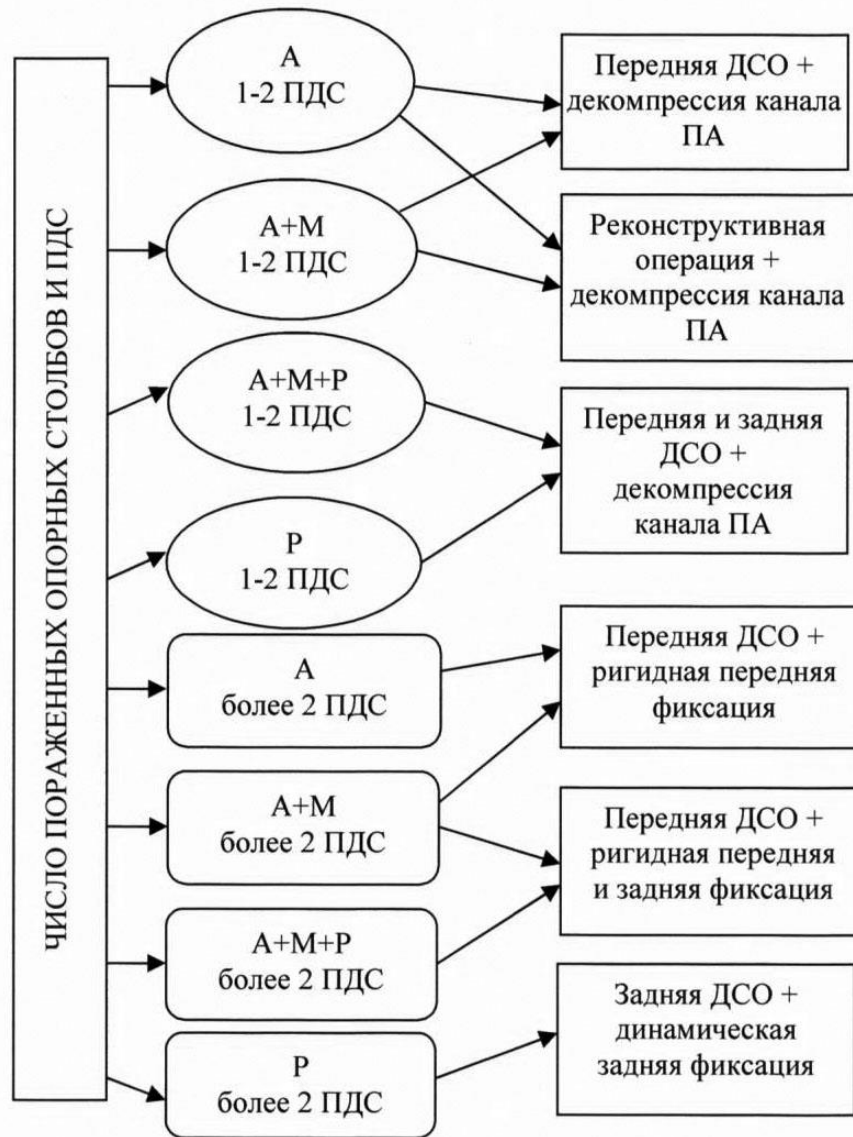 ЧИСЛО ПОРАЖЕННЫХ ОПОРНЫХ СТОЛБОВ И ПДС
А
1-2 ПДС
А+М
1-2 ПДС
А+М+Р
1-2 ПДС
Р
1-2 ПДС
А
более 2 ПДС
А+М
более 2 ПДС
А+М+Р
более 2 ПДС
Р
более 2 ПДС
Передняя ДСО +
декомпрессия канала
ПА
Реконструктивная
операция +
декомпрессия канала
ПА
Передняя и задняя
ДСО +
декомпрессия
канала ПА
Передняя ДСО +
ригидная передняя
фиксация
Передняя ДСО +
ригидная передняя
и задняя фиксация
Задняя ДСО +
динамическая
задняя фиксация